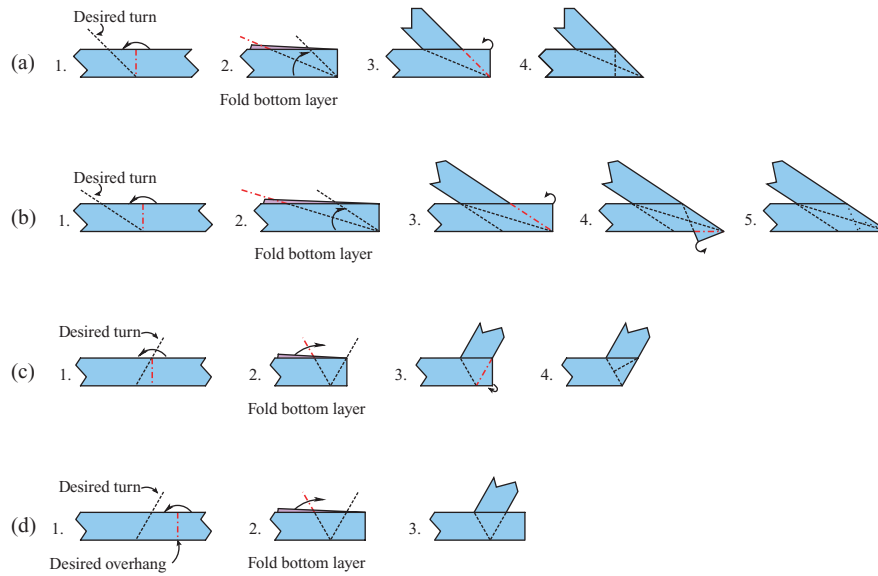 Desired turn
(a) 1. 2. 3. 4.
Fold bottom layer
Desired turn
(b) 1. 2. 3. 4. 5.
Fold bottom layer
Desired turn
(c) 1. 2. 3. 4.
Fold bottom layer
Desired turn
(d) 1. 2. 3.
Desired overhang Fold bottom layer